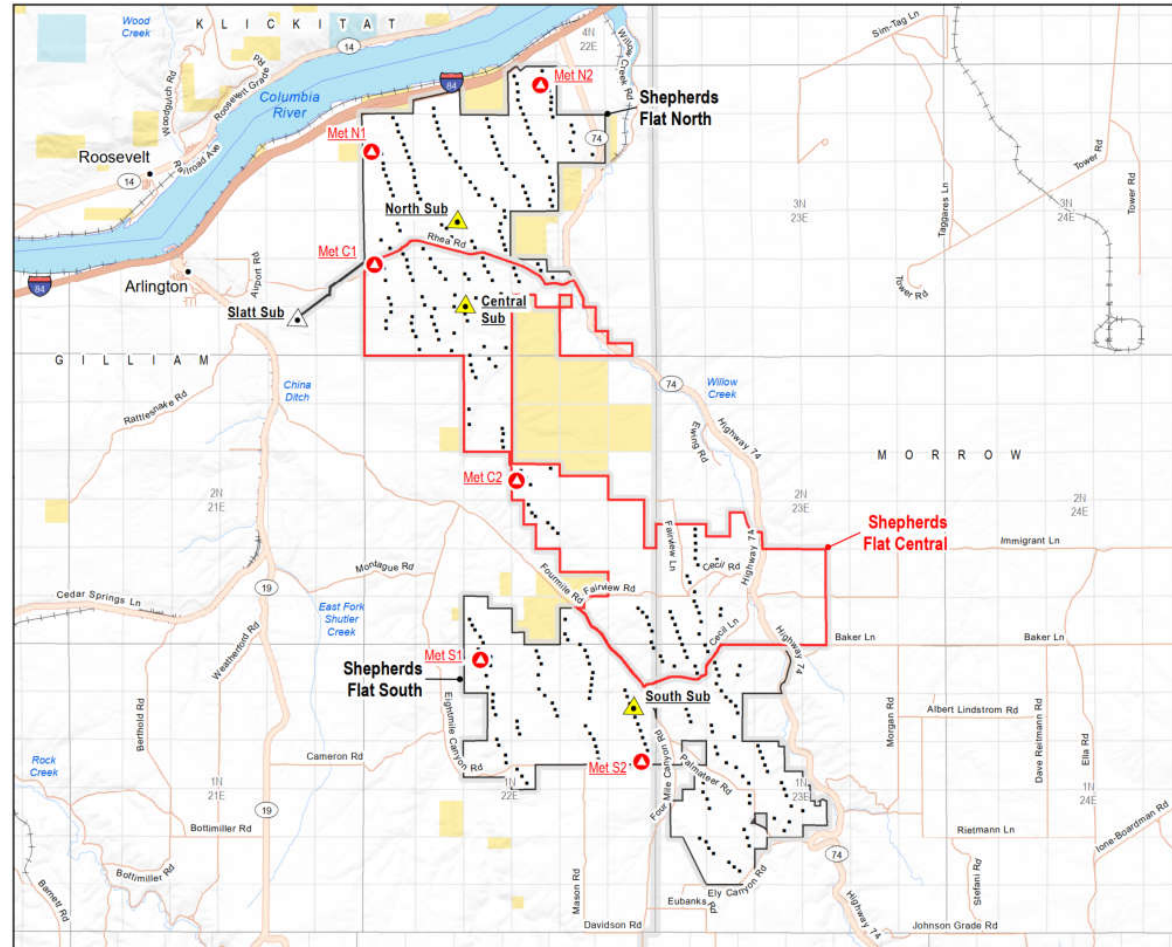 Wood
Creek
K L I C K I T A T
14
Woodgulch Rd
Roosevelt Grade
Rd
Columbia
River
84
Met N2
4N
22E
Willow Creek Rd
Sim-Tag Ln
Shepherds
Flat North
74
Met N1
Roosevelt
14
Railroad Ave
Tower Rd
Tower Rd
Taggares Ln
3N
23E
3N
24E
North Sub
Rhea Rd
Met C1
Airport Rd
Arlington
84
Tower Rd
Slatt Sub
Central
Sub
G I L L I A M
China
Ditch
Rattlesnake Rd
74
Willow
Creek
Highway 74
Ewing Rd
M O R R O W
Met C2
2N
21E
2N
23E
2N
24E
Fairview Ln
Shepherds
Flat Central
Immigrant Ln
Highway 74
Cecil Rd
Montague Rd
Fourmile Rd
Fairview Rd
19
Cedar Springs Ln
East Fork
Shutler
Creek
Weatherford Rd
Cecil Ln
Highway 74
Baker Ln
Baker Ln
Met S1
Shepherds
Flat South
South Sub
Berthold Rd
Eightmile Canyon Rd
Morgan Rd
Albert Lindstrom Rd
Dave Reitmann Rd
Ella Rd
Rock
Creek
Cameron Rd
Met S2
Four Mile Canyon Rd
Palmateer Rd
1N
21E
1N
22E
1N
23E
1N
24E
19
Bottimiller Rd
Rietmann Ln
Ione-Boardman Rd
74
Bottimiller Rd
Barnett Rd
Mason Rd
Ely Canyon Rd
Eubanks Rd
Stefani Rd
Davidson Rd
Highway 74
Johnson Grade Rd